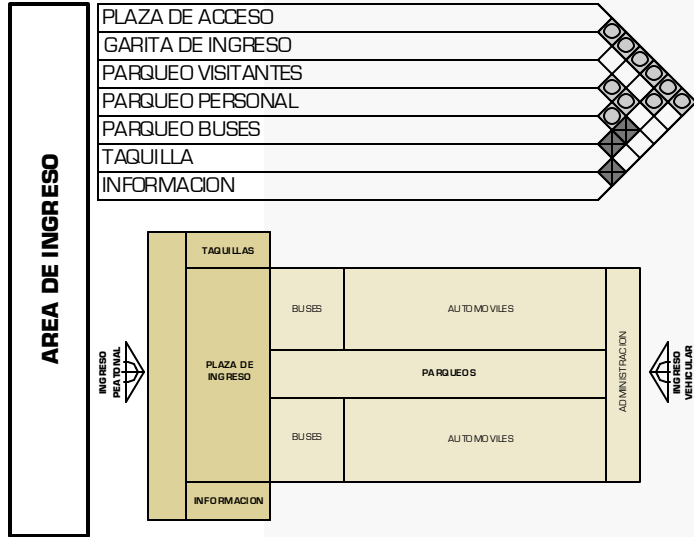 PLAZA DE ACCESO
GARITA DE INGRESO
PARQUEO VISITANTES
PARQUEO PERSONAL
PARQUEO BUSES
TAQUILLA
INFORMACION
AREA DE INGRESO
TAQUILLAS
BUSES
AUTOMOVILES
INGRESO
PEATONAL
PLAZA DE
INGRESO
PARQUEOS
ADMINISTRACION
INGRESO
VEHICULAR
BUSES
AUTOMOVILES
INFORMACION